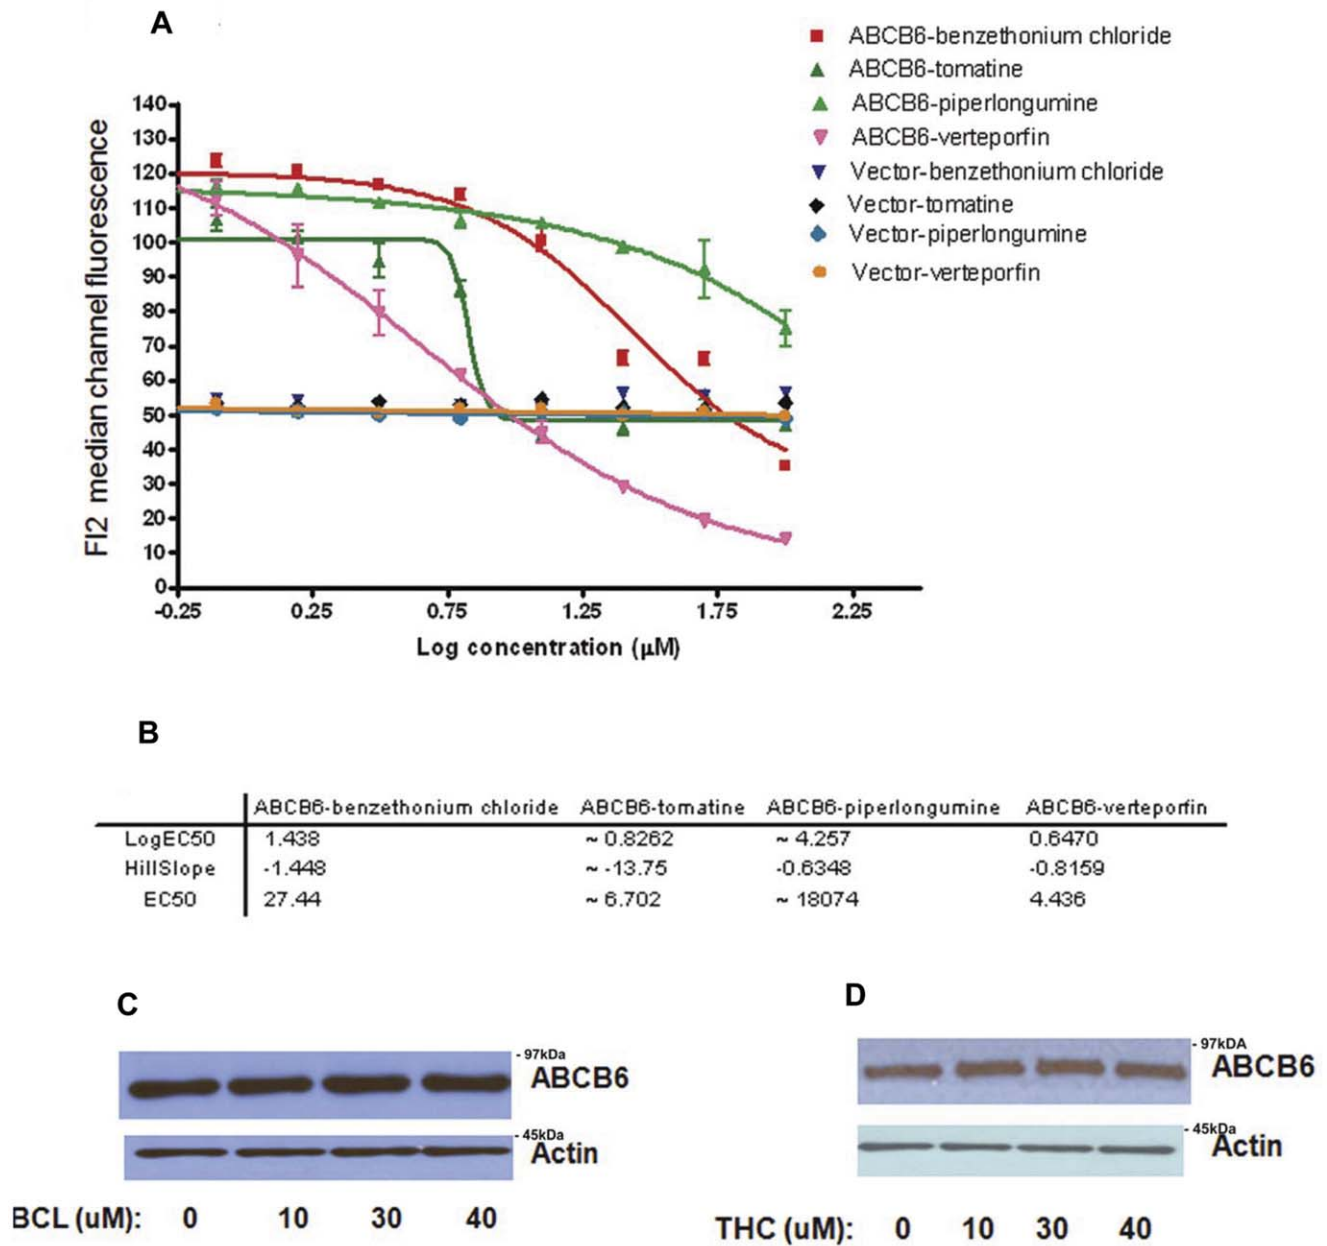 A
ABCB6-benzethonium chloride
ABCB6-tomatine
ABCB6-piperlongumine
ABCB6-verteporfin
Vector-benzethonium chloride
Vector-tomatine
Vector-piperlongumine
Vector-verteporfin
Fl2 median channel fluorescence
140
130
120
110
100
90
80
70
60
50
40
30
20
10
0
-0.25 0.25 0.75 1.25 1.75 2.25
Log concentration (µM)
B
ABCB6-benzethonium chloride ABCB6-tomatine ABCB6-piperlongumine ABCB6-verteporfin
LogEC50 1.438 ~ 0.8262 ~ 4.257 0.6470
HillSlope -1.448 ~ -13.75 -0.6348 -0.8159
EC50 27.44 ~ 6.702 ~ 18074 4.436
C
- 97kDa
ABCB6
- 45kDa
Actin
BCL (uM): 0 10 30 40
D
- 97kDA
ABCB6
- 45kDa
Actin
THC (uM): 0 10 30 40